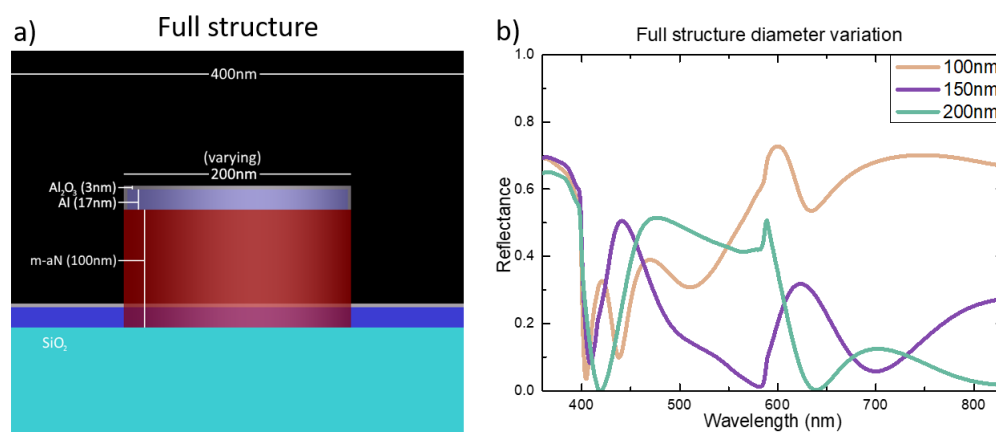 a)
Full structure
400nm
(varying)
200nm
Al₂O₃ (3nm)
Al (17nm)
m-aN (100nm)
SiO₂
b)
Full structure diameter variation
1.0
0.8
0.6
0.4
0.2
0.0
Reflectance
100nm
150nm
200nm
400
500
600
700
800
Wavelength (nm)